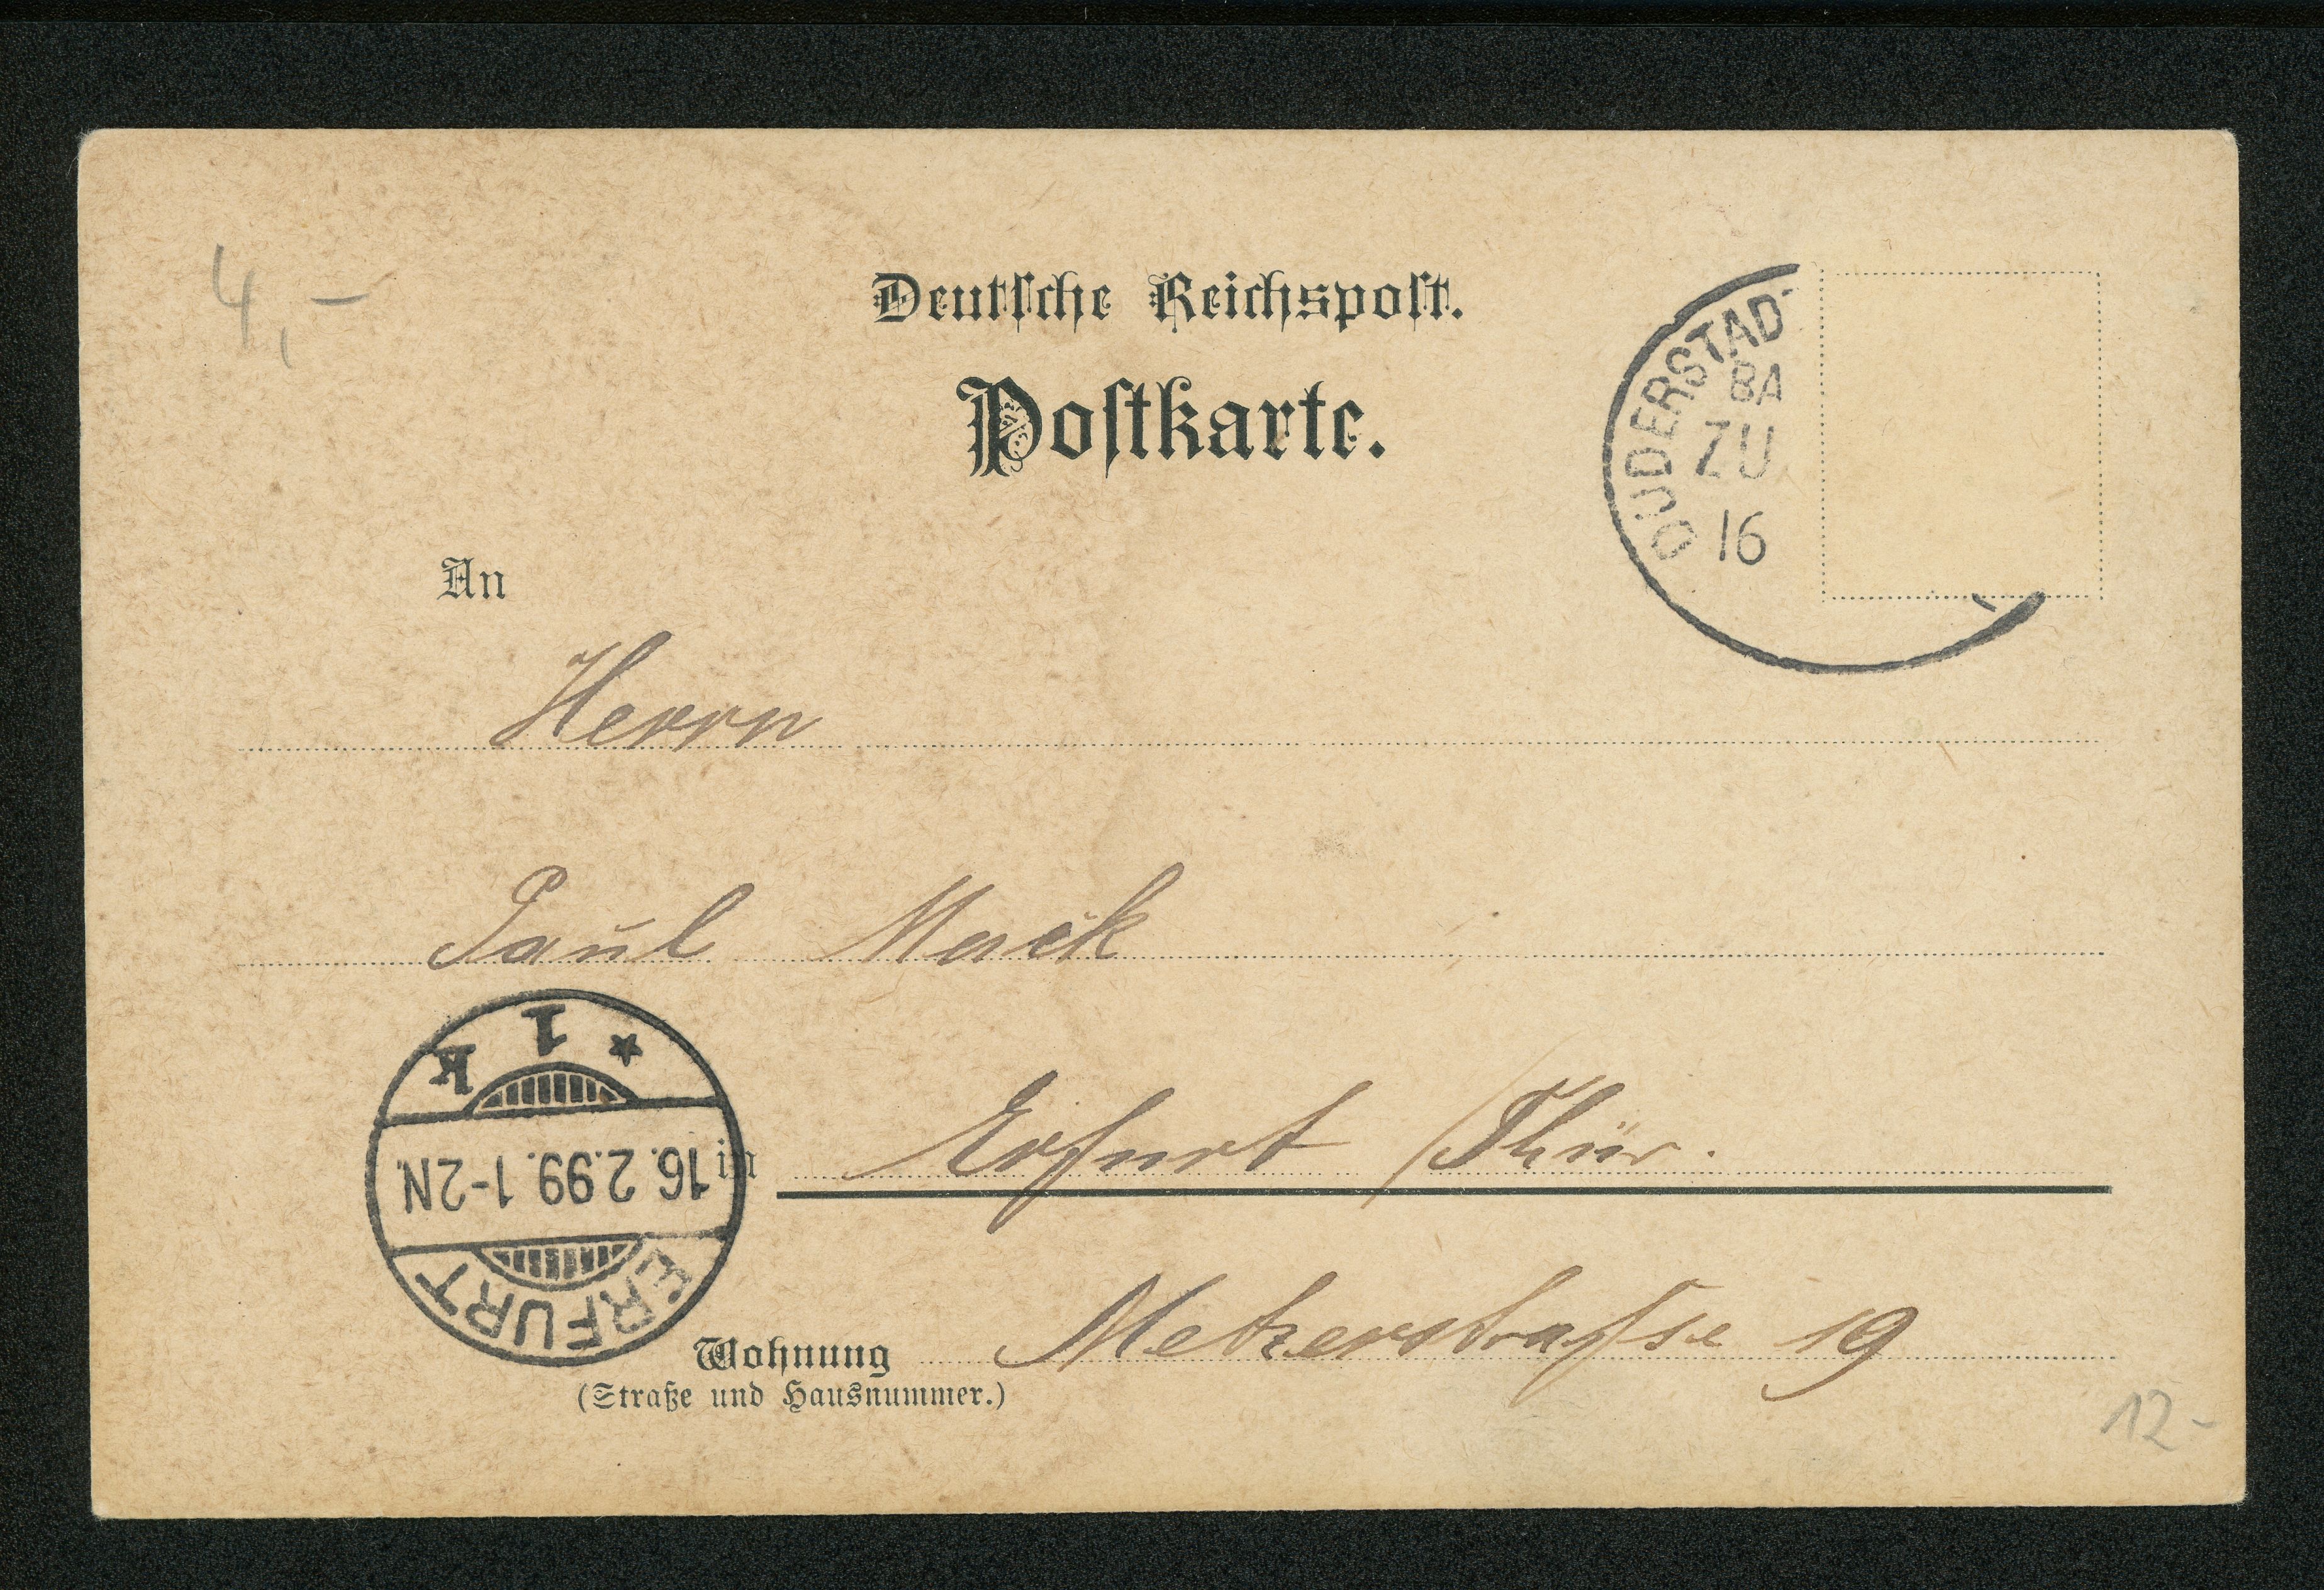 4,-
Deutsche Reichspost.
Postkarte.
DUDERSTAD
BA
ZU
16
An
Herrn
Paul Mack
in Erfurt / Thür.
ERFURT
16.2.99.1-2N.
* 1 k
Wohnung Metzerstraſse 19
(Straße und Hausnummer.)
12-